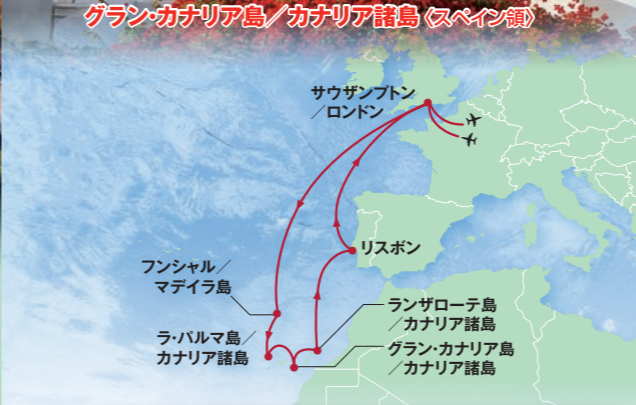 グラン・カナリア島／カナリア諸島〈スペイン領〉
サウザンプトン
／ロンドン
リスボン
フンシャル／
マデイラ島
ランザローテ島
／カナリア諸島
ラ・パルマ島／
カナリア諸島
グラン・カナリア島
／カナリア諸島